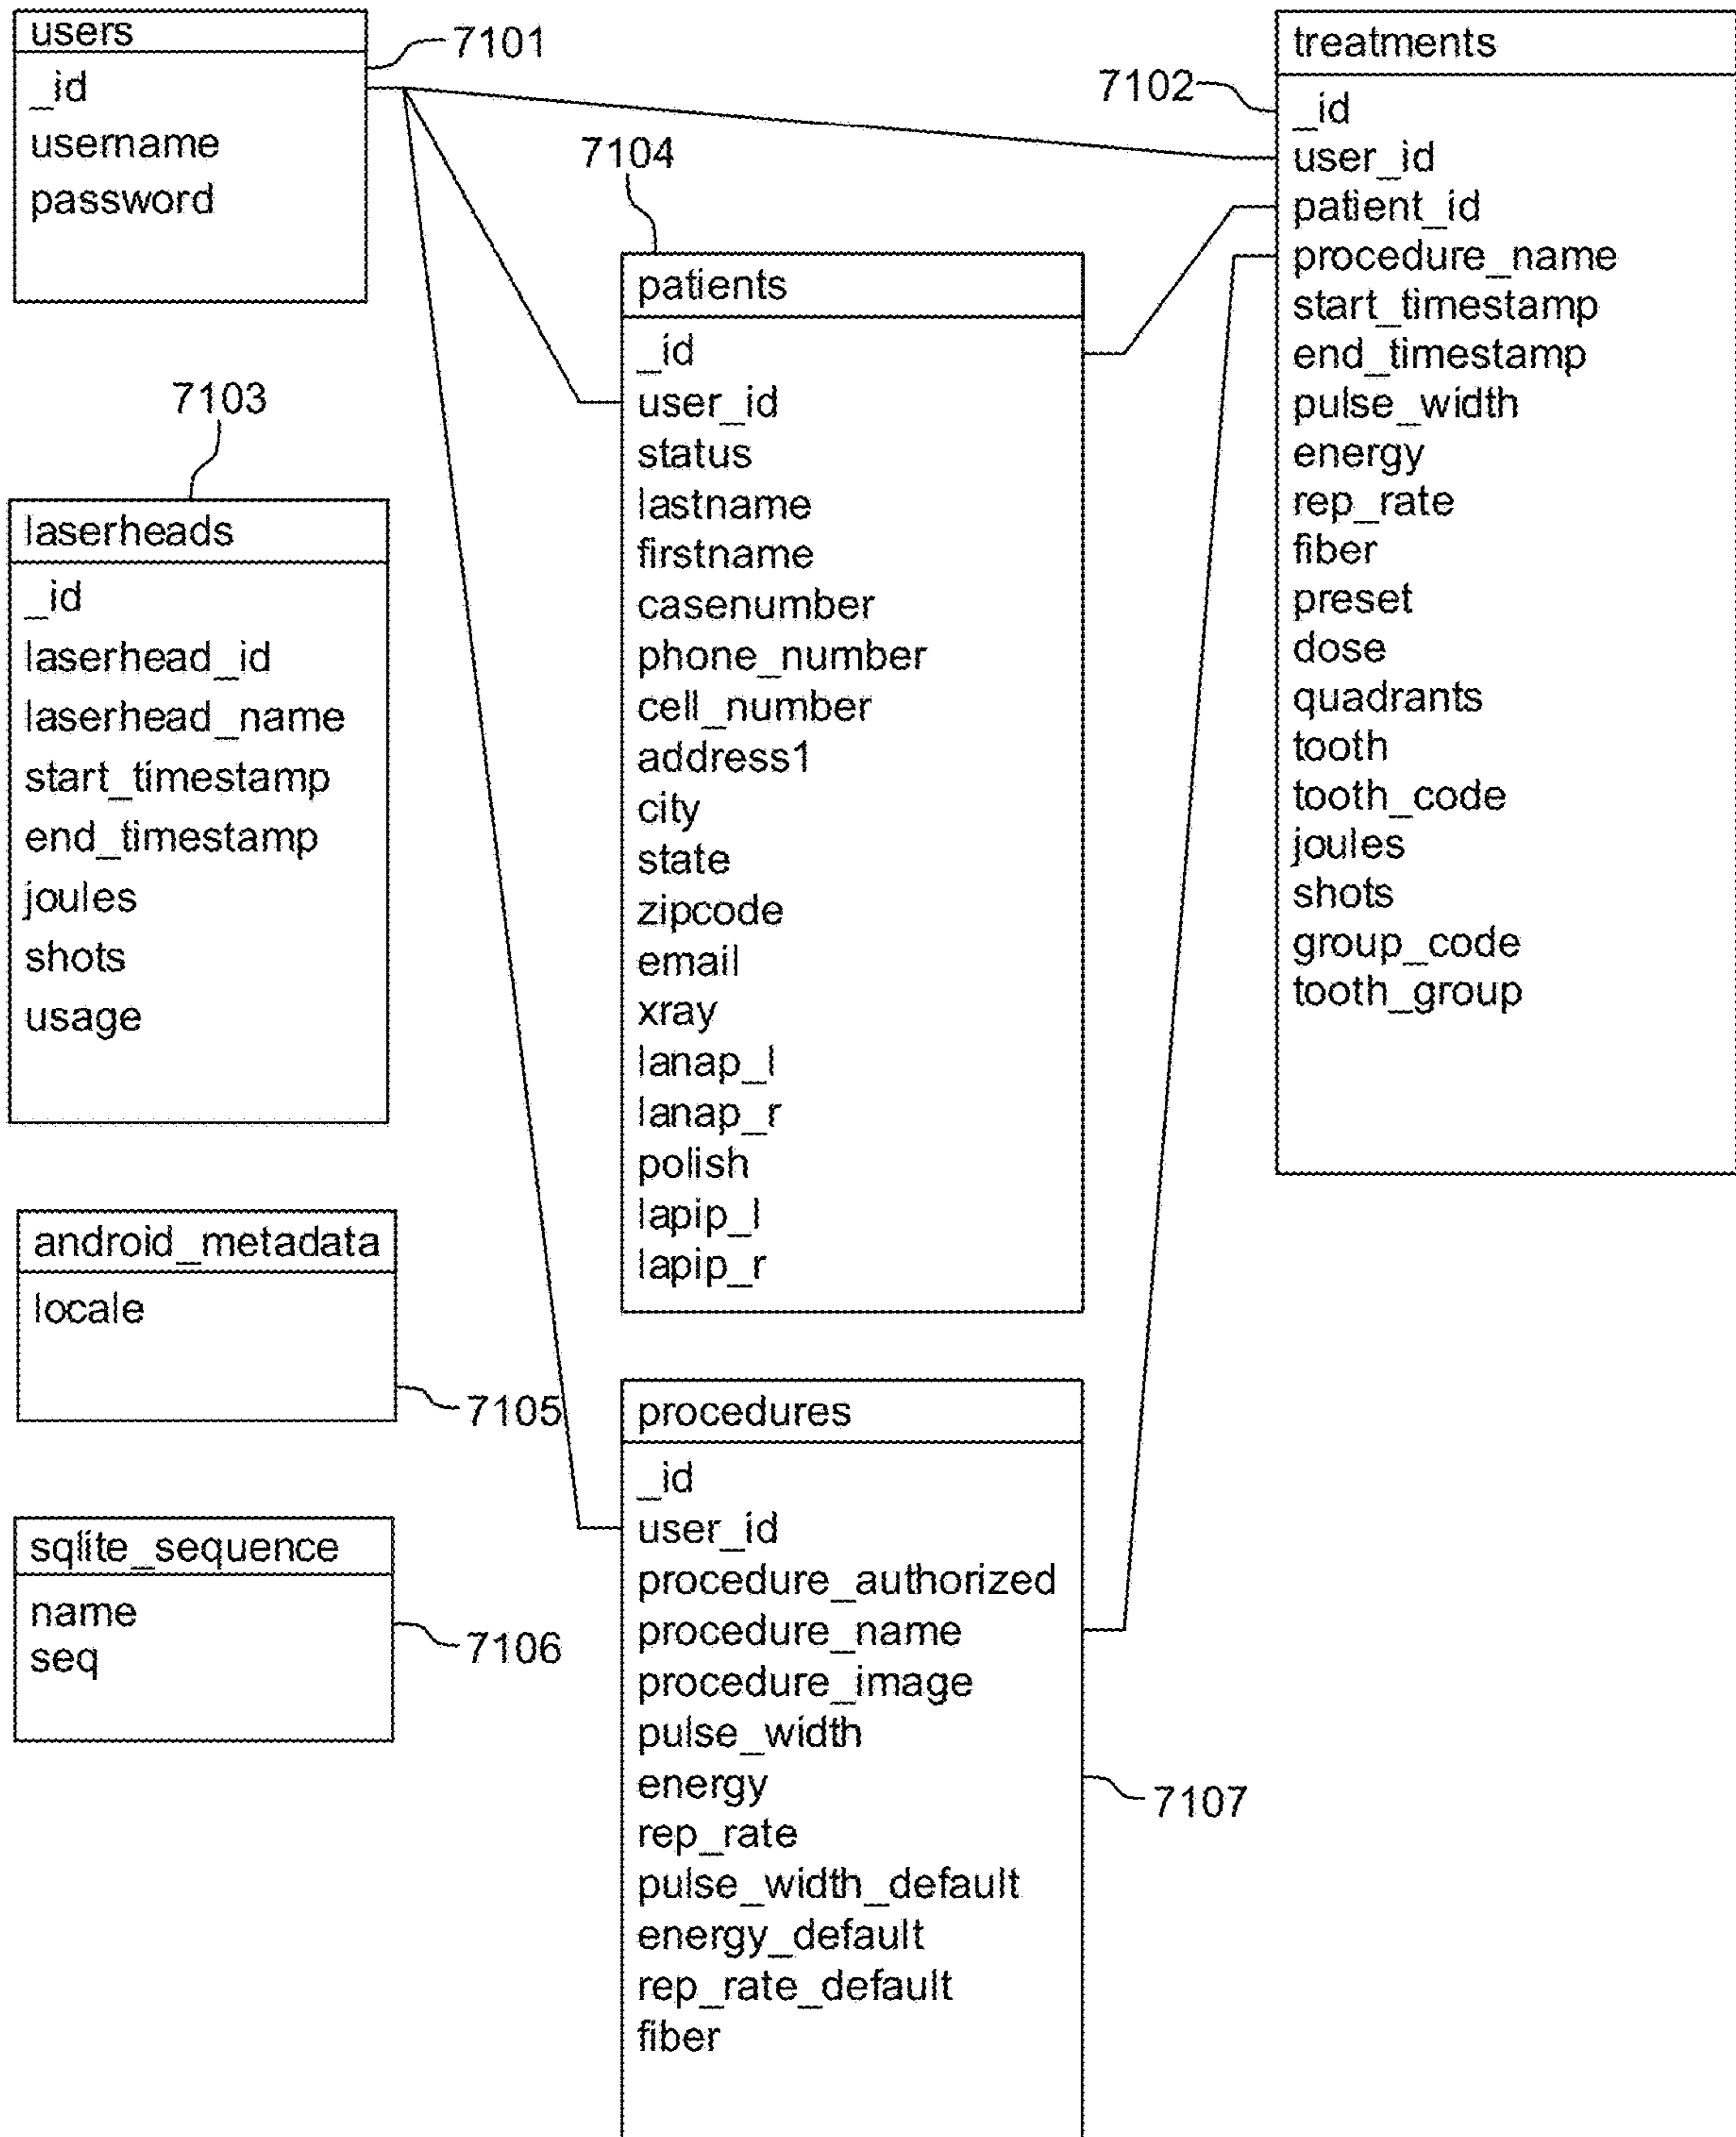 users
_id
username
password
7101
7102
treatments
_id
user_id
patient_id
procedure_name
start_timestamp
end_timestamp
pulse_width
energy
rep_rate
fiber
preset
dose
quadrants
tooth
tooth_code
joules
shots
group_code
tooth_group
7104
patients
_id
user_id
status
lastname
firstname
casenumber
phone_number
cell_number
address1
city
state
zipcode
email
xray
lanap_l
lanap_r
polish
lapip_l
lapip_r
7103
laserheads
_id
laserhead_id
laserhead_name
start_timestamp
end_timestamp
joules
shots
usage
android_metadata
locale
7105
sqlite_sequence
name
seq
7106
procedures
_id
user_id
procedure_authorized
procedure_name
procedure_image
pulse_width
energy
rep_rate
pulse_width_default
energy_default
rep_rate_default
fiber
7107